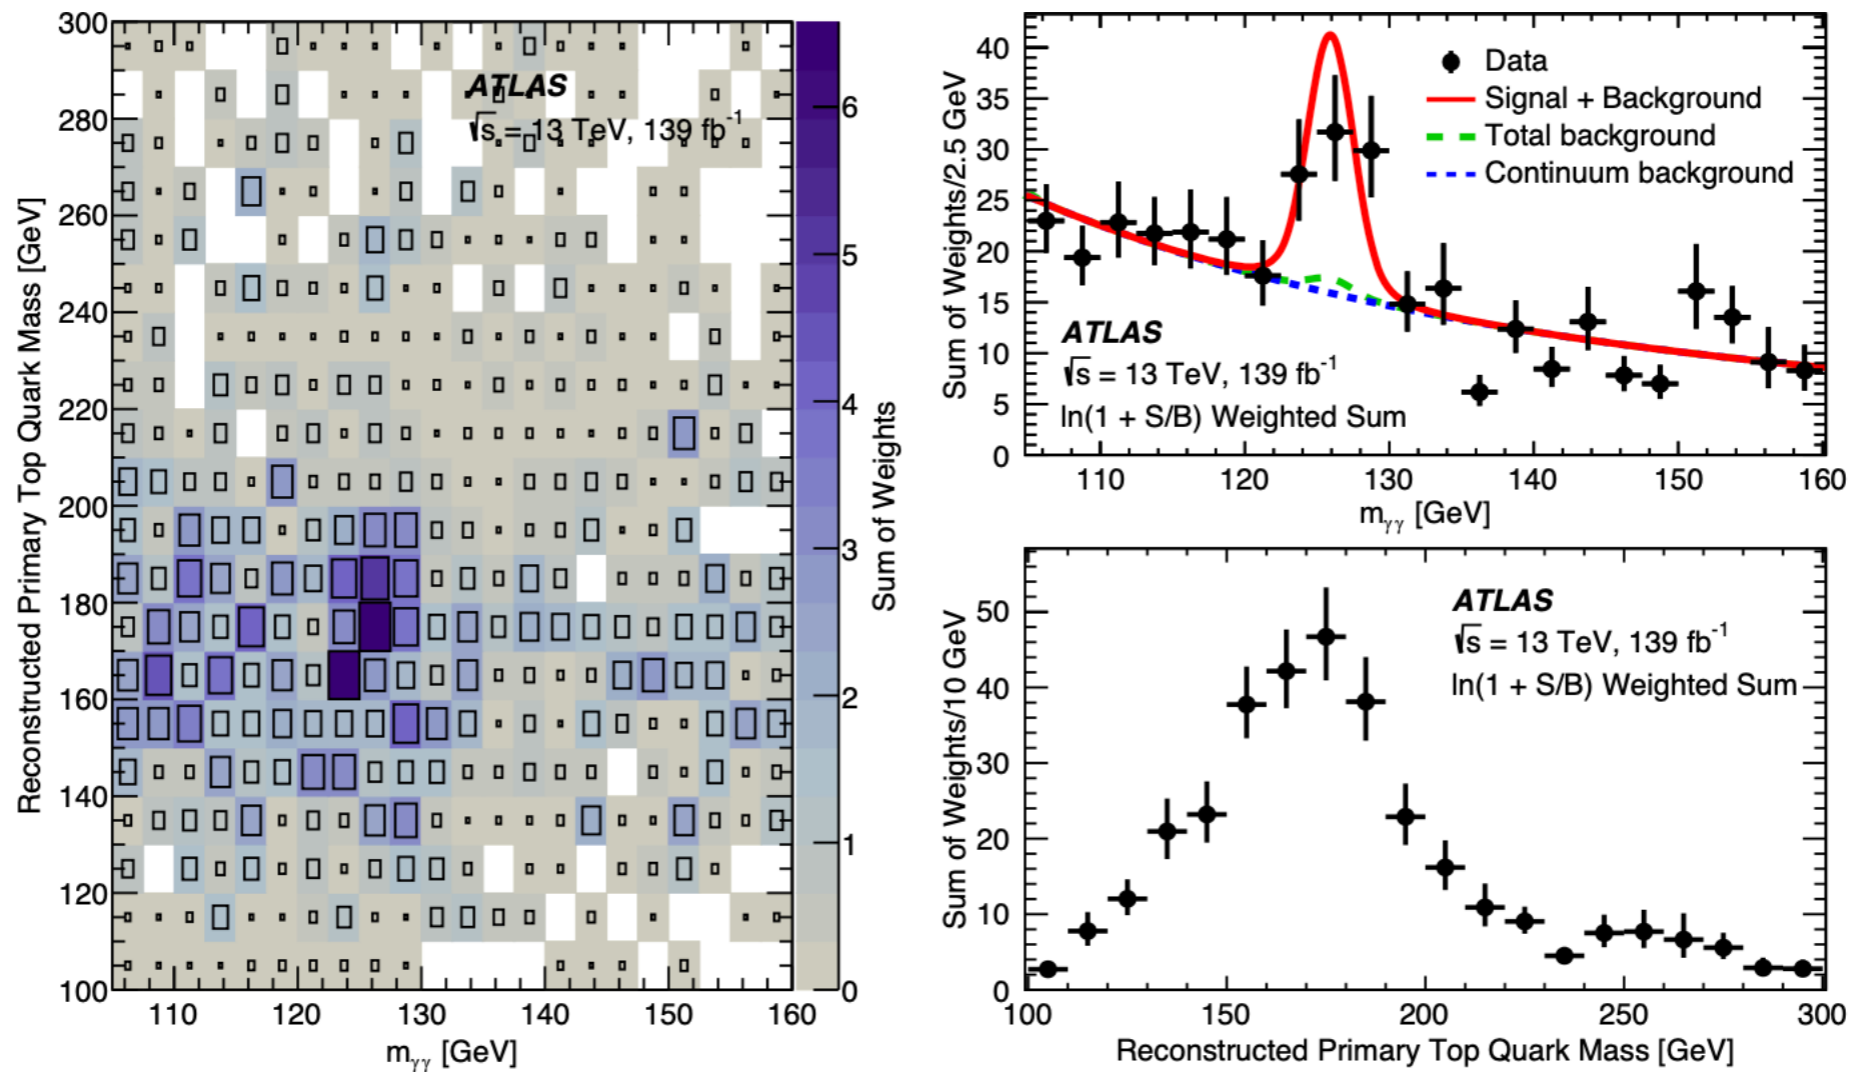 300
280
260
240
220
200
180
160
140
120
100
Reconstructed Primary Top Quark Mass [GeV]
ATLAS
√s = 13 TeV, 139 fb⁻¹
110 120 130 140 150 160
mγγ [GeV]
6
5
4
3
2
1
0
Sum of Weights
40
35
30
25
20
15
10
5
0
Sum of Weights/2.5 GeV
Data
Signal + Background
Total background
Continuum background
ATLAS
√s = 13 TeV, 139 fb⁻¹
ln(1 + S/B) Weighted Sum
110 120 130 140 150 160
mγγ [GeV]
50
40
30
20
10
0
Sum of Weights/10 GeV
ATLAS
√s = 13 TeV, 139 fb⁻¹
ln(1 + S/B) Weighted Sum
100 150 200 250 300
Reconstructed Primary Top Quark Mass [GeV]